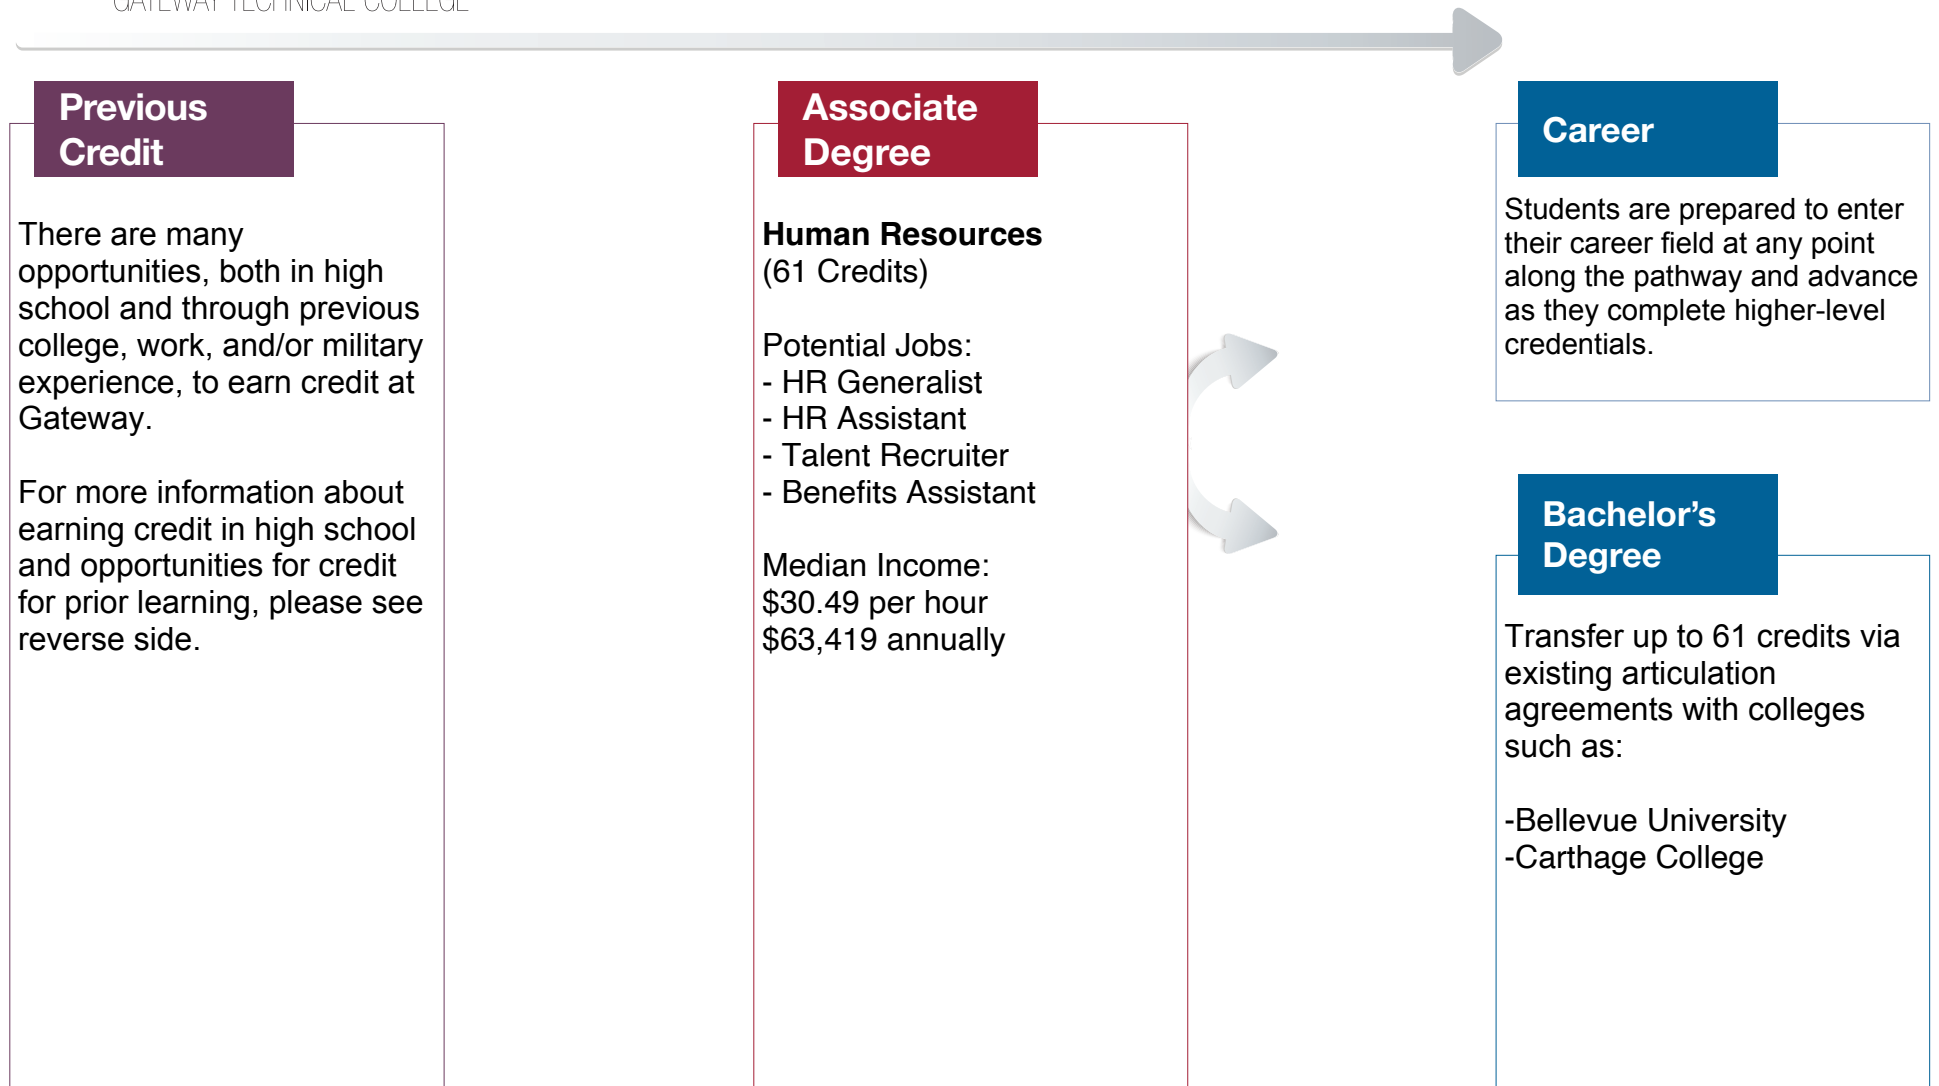 GATEWAY TECHNICAL COLLEGE
Previous
Credit
There are many
opportunities, both in high
school and through previous
college, work, and/or military
experience, to earn credit at
Gateway.
For more information about
earning credit in high school
and opportunities for credit
for prior learning, please see
reverse side.
Associate
Degree
Human Resources
(61 Credits)
Potential Jobs:
- HR Generalist
- HR Assistant
- Talent Recruiter
- Benefits Assistant
Median Income:
$30.49 per hour
$63,419 annually
Career
Students are prepared to enter
their career field at any point
along the pathway and advance
as they complete higher-level
credentials.
Bachelor’s
Degree
Transfer up to 61 credits via
existing articulation
agreements with colleges
such as:
-Bellevue University
-Carthage College